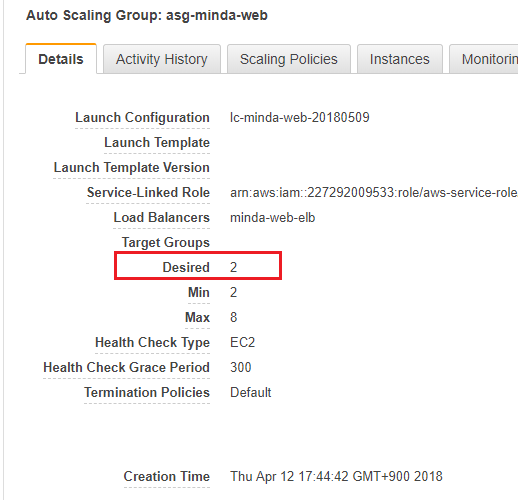 Auto Scaling Group: asg-minda-web
Details Activity History Scaling Policies Instances Monitorin
Launch Configuration lc-minda-web-20180509
Launch Template
Launch Template Version
Service-Linked Role arn:aws:iam::227292009533:role/aws-service-role
Load Balancers minda-web-elb
Target Groups
Desired 2
Min 2
Max 8
Health Check Type EC2
Health Check Grace Period 300
Termination Policies Default
Creation Time Thu Apr 12 17:44:42 GMT+900 2018